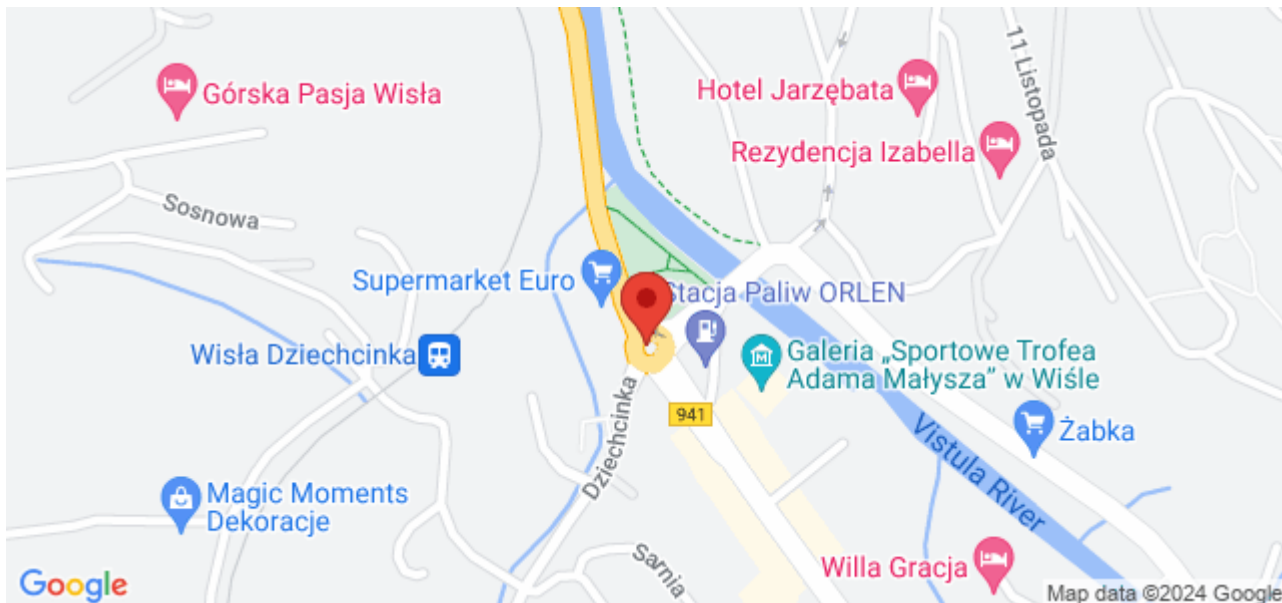 11 Listopada
Hotel Jarzębata
Górska Pasja Wisła
Rezydencja Izabella
Sosnowa
Supermarket Euro
Stacja Paliw ORLEN
Wisła Dziechcinka
Galeria „Sportowe Trofea
Adama Małysza” w Wiśle
Dziechcinka
941
Żabka
Vistula River
Magic Moments
Dekoracje
Sarnia
Willa Gracja
Google
Map data ©2024 Google